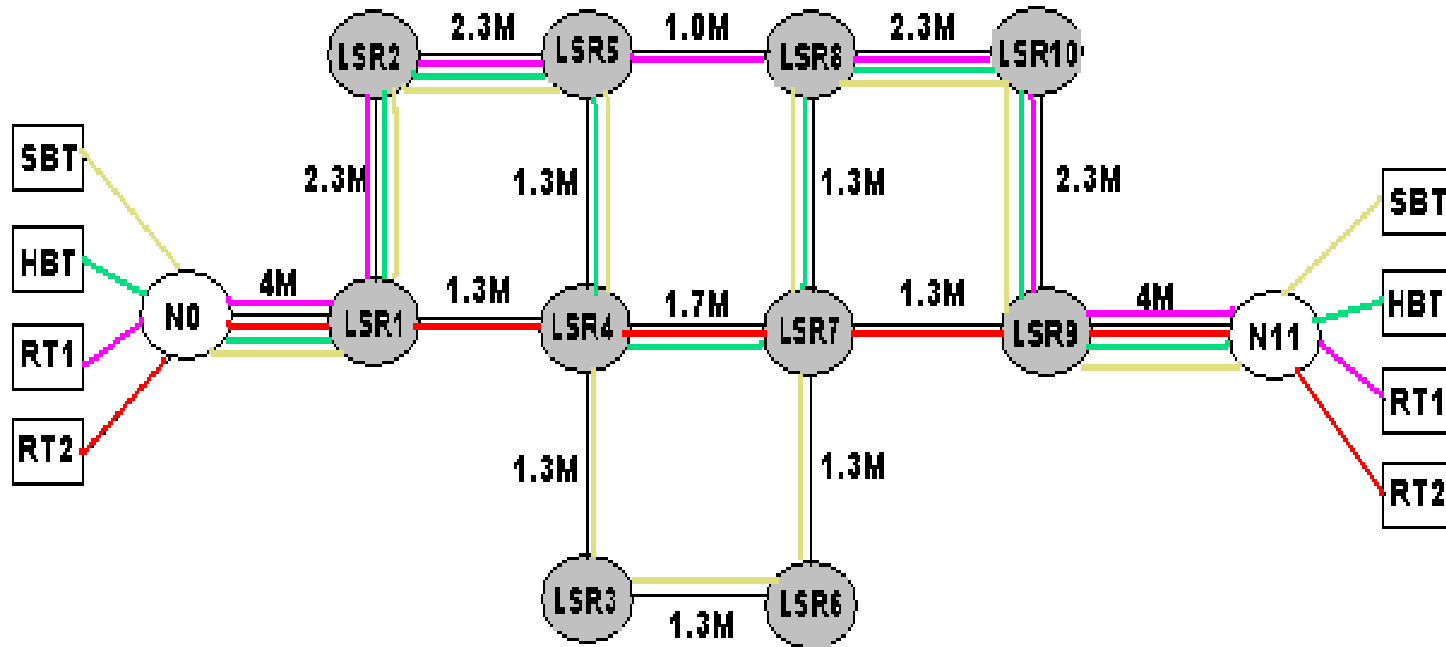 2.3M 1.0M 2.3M
LSR2 LSR5 LSR8 LSR10
SBT
2.3M 1.3M 1.3M 2.3M
SBT
HBT
4M 1.3M 1.7M 1.3M 4M
HBT
N0 LSR1 LSR4 LSR7 LSR9 N11
RT1
RT1
RT2
1.3M 1.3M
RT2
LSR3 LSR6
1.3M